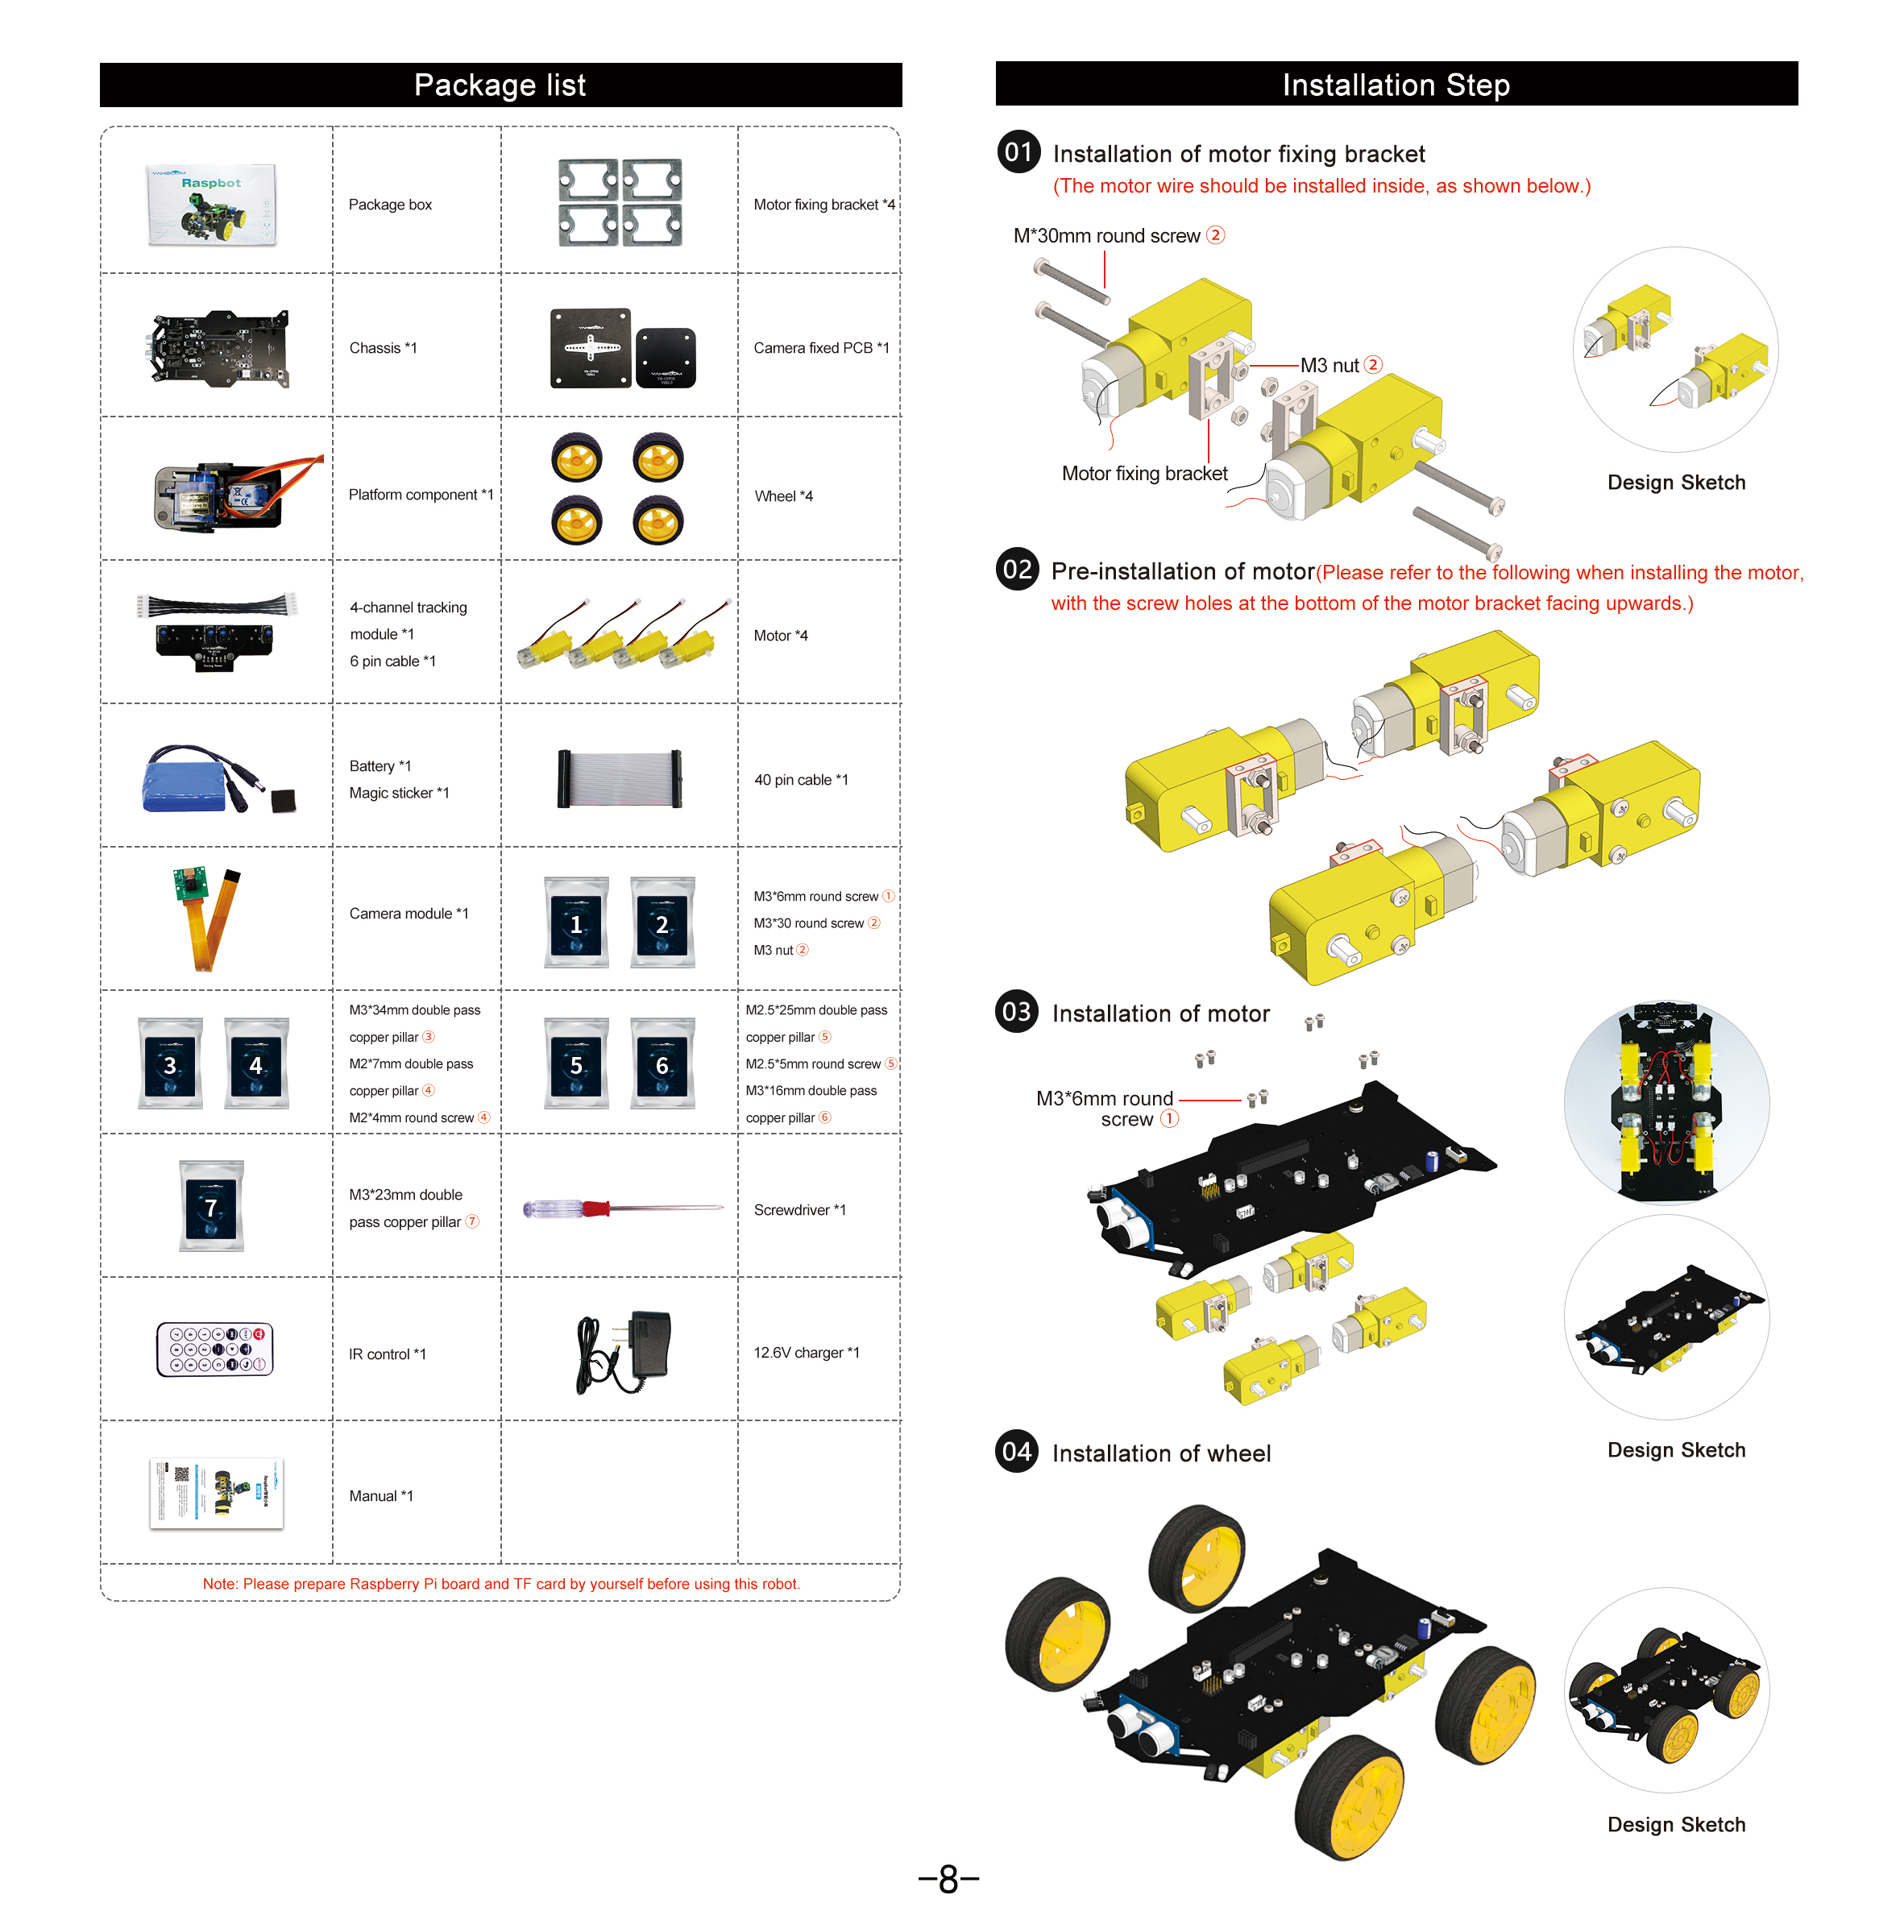 Package list
YAHBOOM
Raspbot
Package box
Motor fixing bracket *4
Chassis *1
YAHBOOM
YAHBOOM
Camera fixed PCB *1
Platform component *1
Wheel *4
4-channel tracking
module *1
6 pin cable *1
Motor *4
Battery *1
Magic sticker *1
40 pin cable *1
Camera module *1
1
2
M3*6mm round screw ①
M3*30 round screw ②
M3 nut ②
3
4
M3*34mm double pass
copper pillar ③
M2*7mm double pass
copper pillar ④
M2*4mm round screw ④
5
6
M2.5*25mm double pass
copper pillar ⑤
M2.5*5mm round screw ⑤
M3*16mm double pass
copper pillar ⑥
7
M3*23mm double
pass copper pillar ⑦
Screwdriver *1
IR control *1
12.6V charger *1
Manual *1
Note: Please prepare Raspberry Pi board and TF card by yourself before using this robot.
Installation Step
01 Installation of motor fixing bracket
(The motor wire should be installed inside, as shown below.)
M*30mm round screw ②
M3 nut ②
Motor fixing bracket
Design Sketch
02 Pre-installation of motor(Please refer to the following when installing the motor,
with the screw holes at the bottom of the motor bracket facing upwards.)
03 Installation of motor
M3*6mm round
screw ①
Design Sketch
04 Installation of wheel
Design Sketch
–8–